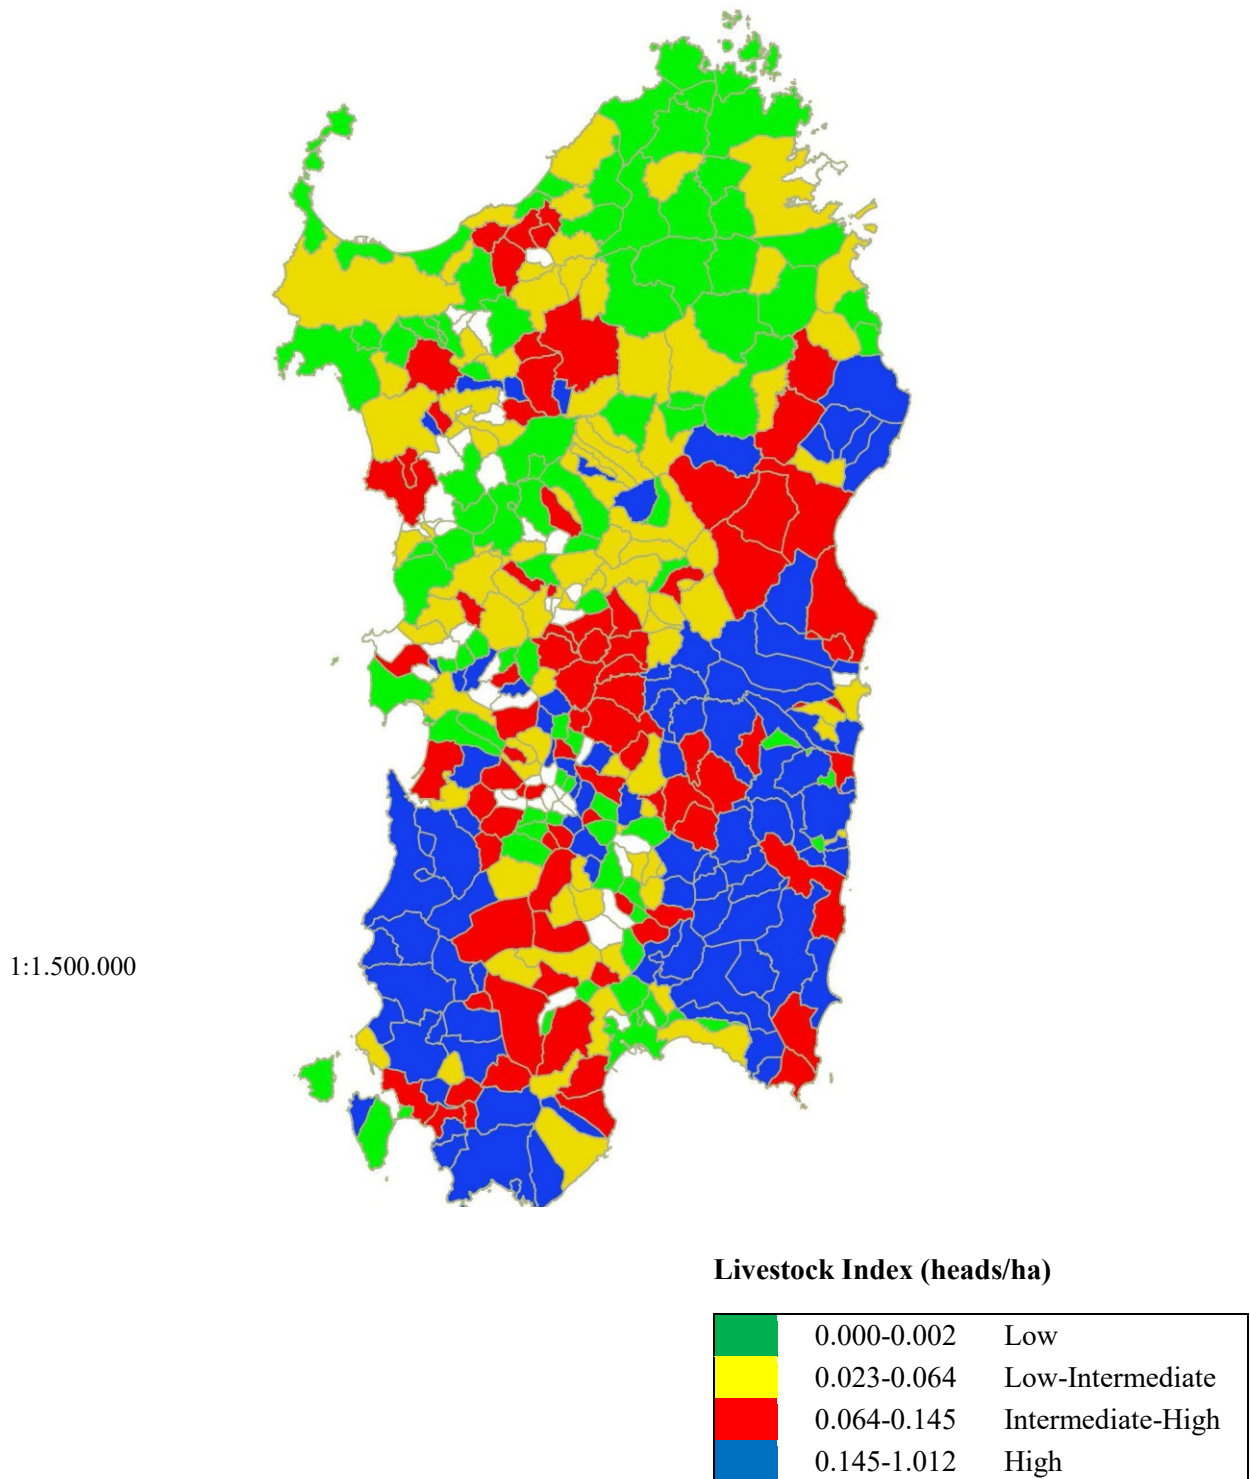 1:1.500.000
Livestock Index (heads/ha)
0.000-0.002 Low
0.023-0.064 Low-Intermediate
0.064-0.145 Intermediate-High
0.145-1.012 High